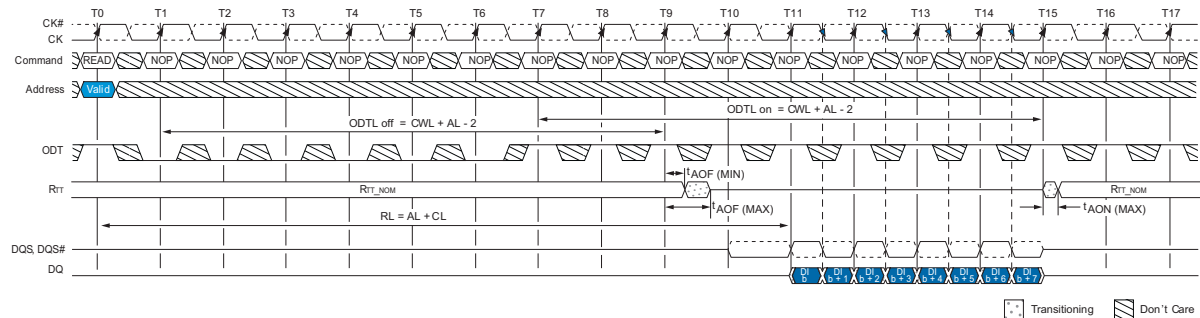 T0 T1 T2 T3 T4 T5 T6 T7 T8 T9 T10 T11 T12 T13 T14 T15 T16 T17
CK#
CK
Command READ NOP NOP NOP NOP NOP NOP NOP NOP NOP NOP NOP NOP NOP NOP NOP NOP NOP
Address Valid
ODTL on = CWL + AL - 2
ODTL off = CWL + AL - 2
ODT
tAOF (MIN)
RTT RTT_NOM RTT_NOM
tAOF (MAX) tAON (MAX)
RL = AL + CL
DQS, DQS#
DQ DI b DI b + 1 DI b + 2 DI b + 3 DI b + 4 DI b + 5 DI b + 6 DI b + 7
Transitioning Don't Care